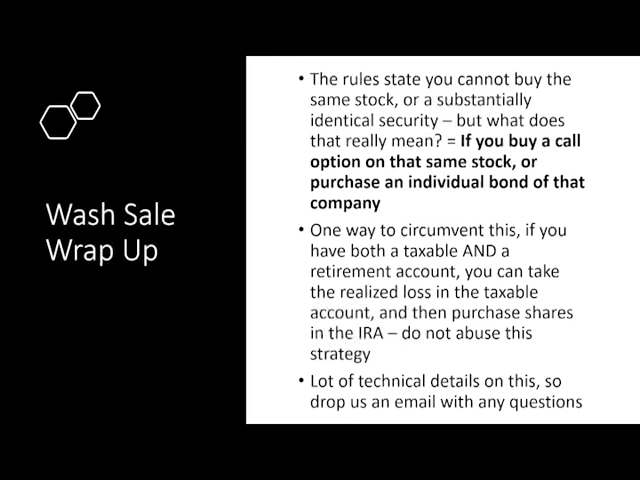 Wash Sale
Wrap Up
• The rules state you cannot buy the
same stock, or a substantially
identical security – but what does
that really mean? = If you buy a call
option on that same stock, or
purchase an individual bond of that
company
• One way to circumvent this, if you
have both a taxable AND a
retirement account, you can take
the realized loss in the taxable
account, and then purchase shares
in the IRA – do not abuse this
strategy
• Lot of technical details on this, so
drop us an email with any questions